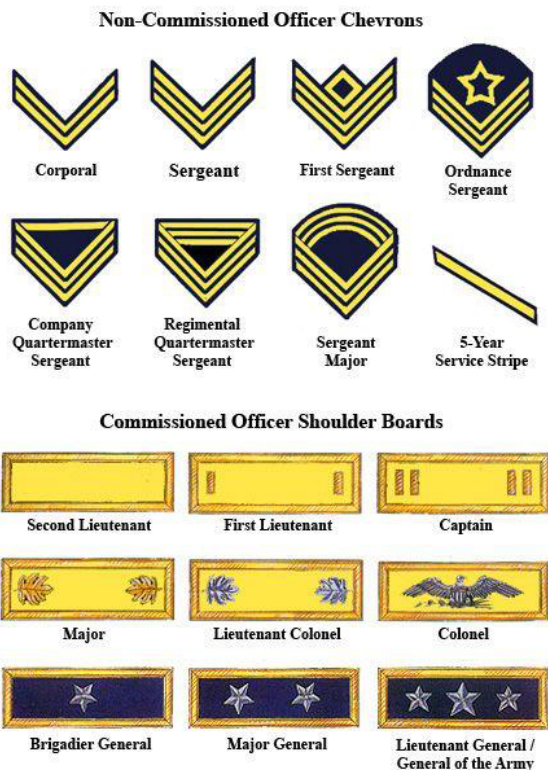 Non-Commissioned Officer Chevrons
Corporal
Sergeant
First Sergeant
Ordnance
Sergeant
Company
Quartermaster
Sergeant
Regimental
Quartermaster
Sergeant
Sergeant
Major
5-Year
Service Stripe
Commissioned Officer Shoulder Boards
Second Lieutenant
First Lieutenant
Captain
Major
Lieutenant Colonel
Colonel
Brigadier General
Major General
Lieutenant General /
General of the Army